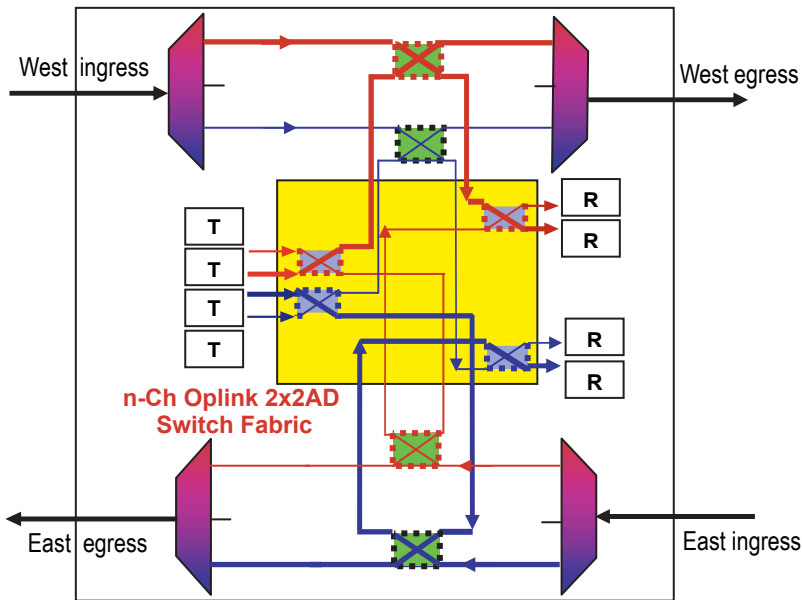 West ingress
West egress
T
T
T
T
R
R
R
R
n-Ch Oplink 2x2AD
Switch Fabric
East egress
East ingress